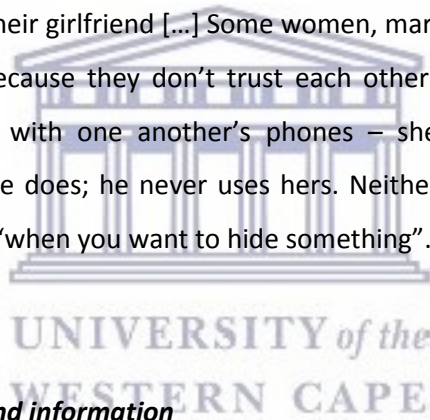 heir girlfriend […] Some women, mar
ecause they don’t trust each other
with one another’s phones – she
e does; he never uses hers. Neithe
“when you want to hide something”.
UNIVERSITY of the
nd information
WESTERN CAPE